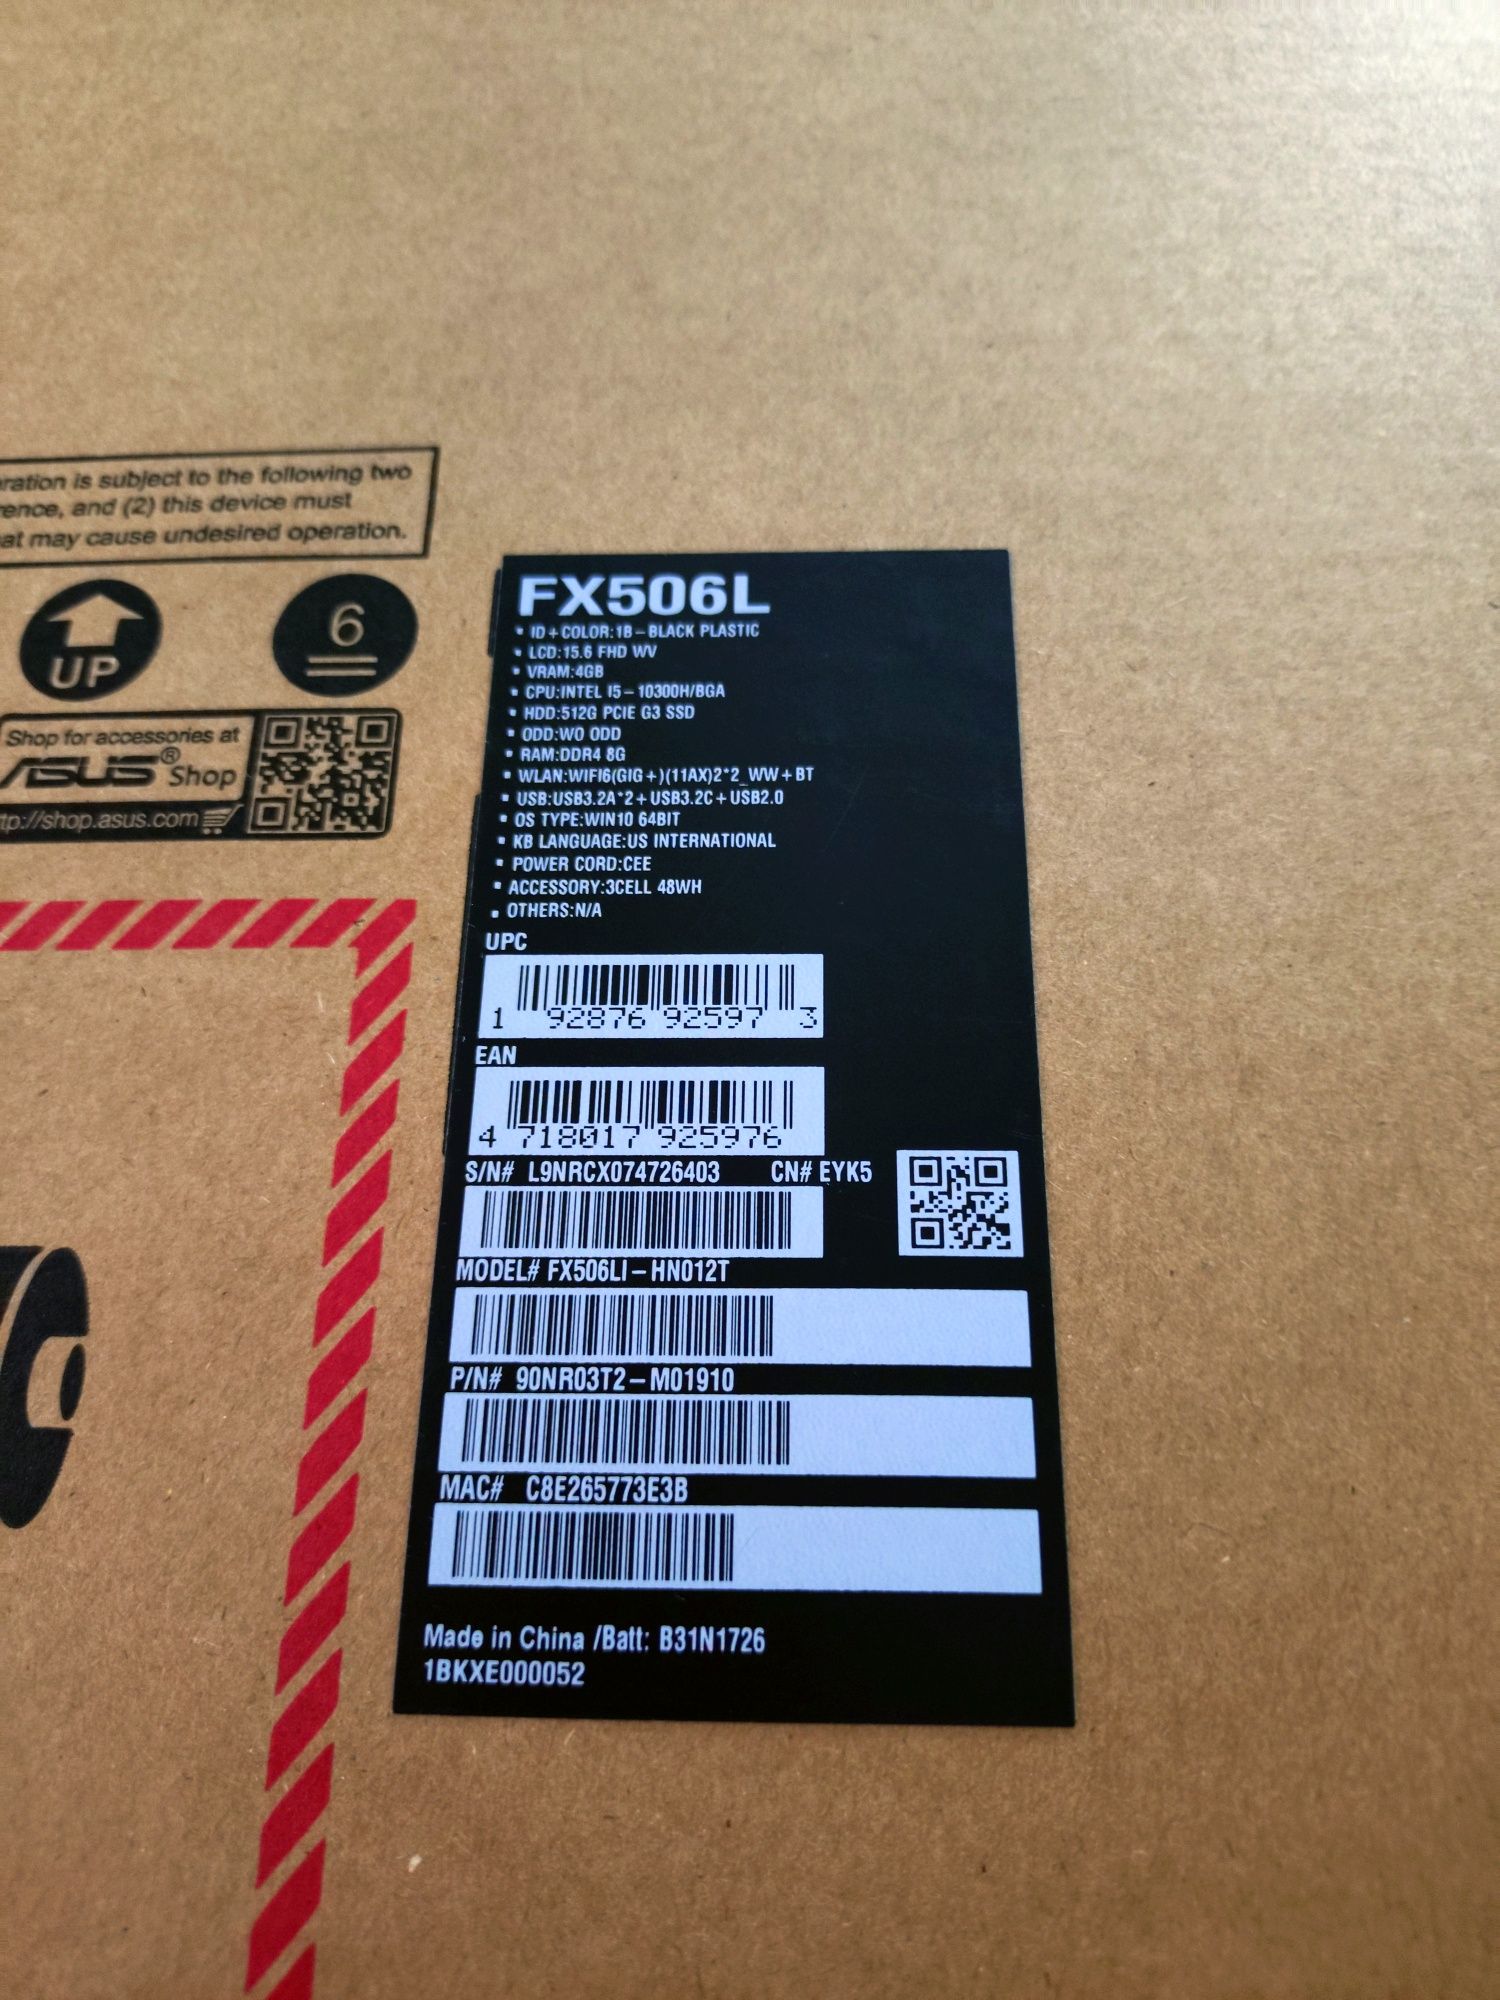 ration is subject to the following two
rence, and (2) this device must
at may cause undesired operation.
UP
6
Shop for accessories at
ASUS® Shop
tp://shop.asus.com
FX506L
• ID+COLOR:1B-BLACK PLASTIC
• LCD:15.6 FHD WV
• VRAM:4GB
• CPU:INTEL I5-10300H/BGA
• HDD:512G PCIE G3 SSD
• ODD:WO ODD
• RAM:DDR4 8G
• WLAN:WIFI6(GIG+)(11AX)2*2_WW+BT
• USB:USB3.2A*2+USB3.2C+USB2.0
• OS TYPE:WIN10 64BIT
• KB LANGUAGE:US INTERNATIONAL
• POWER CORD:CEE
• ACCESSORY:3CELL 48WH
• OTHERS:N/A
UPC
1 92876 92597 3
EAN
4 718017 925976
S/N# L9NRCX074726403 CN# EYK5
MODEL# FX506LI-HN012T
P/N# 90NR03T2-M01910
MAC# C8E265773E3B
Made in China /Batt: B31N1726
1BKXE000052